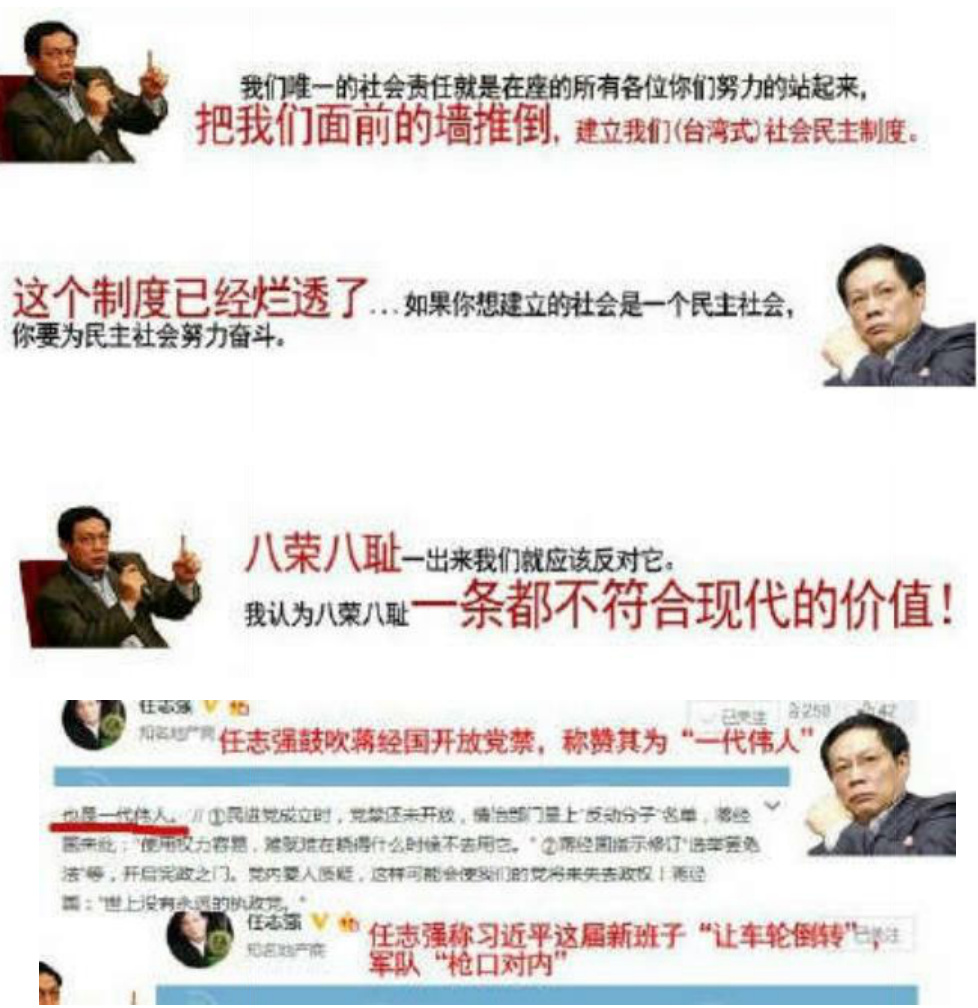 我们唯一的社会责任就是在座的所有各位你们努力的站起来,
把我们面前的墙推倂, 建立我们(台湾式)社会民主制度。
这个制度已经烂透了...如果你想建立的社会是一个民主社会,
你要为民主社会努力奋斗。
八荣八耻一出来我们就应该反对它。
我认为八荣八耻一条都不符合现代的价值!
任志强
已关注
知名地产商
任志强鼓吹蒋经国开放党禁, 称赞其为“一代伟人”
也是一代伟人。//①民进党成立时,党禁还未开放,情治部门呈上“反动分子”名单,蒋经
国未批:“使用权力容易,难就难在晓得什么时候不去用它。”②蒋经国指示修订“选举罢免
法”等,开启宪政之门。党内要人质疑,这样可能会使我们的党将来失去政权!蒋经
国:“世上没有永远的执政党。”
任志强
知名地产商
任志强称习近平这届新班子“让车轮倒转”,
已关注
军队“枪口对内”